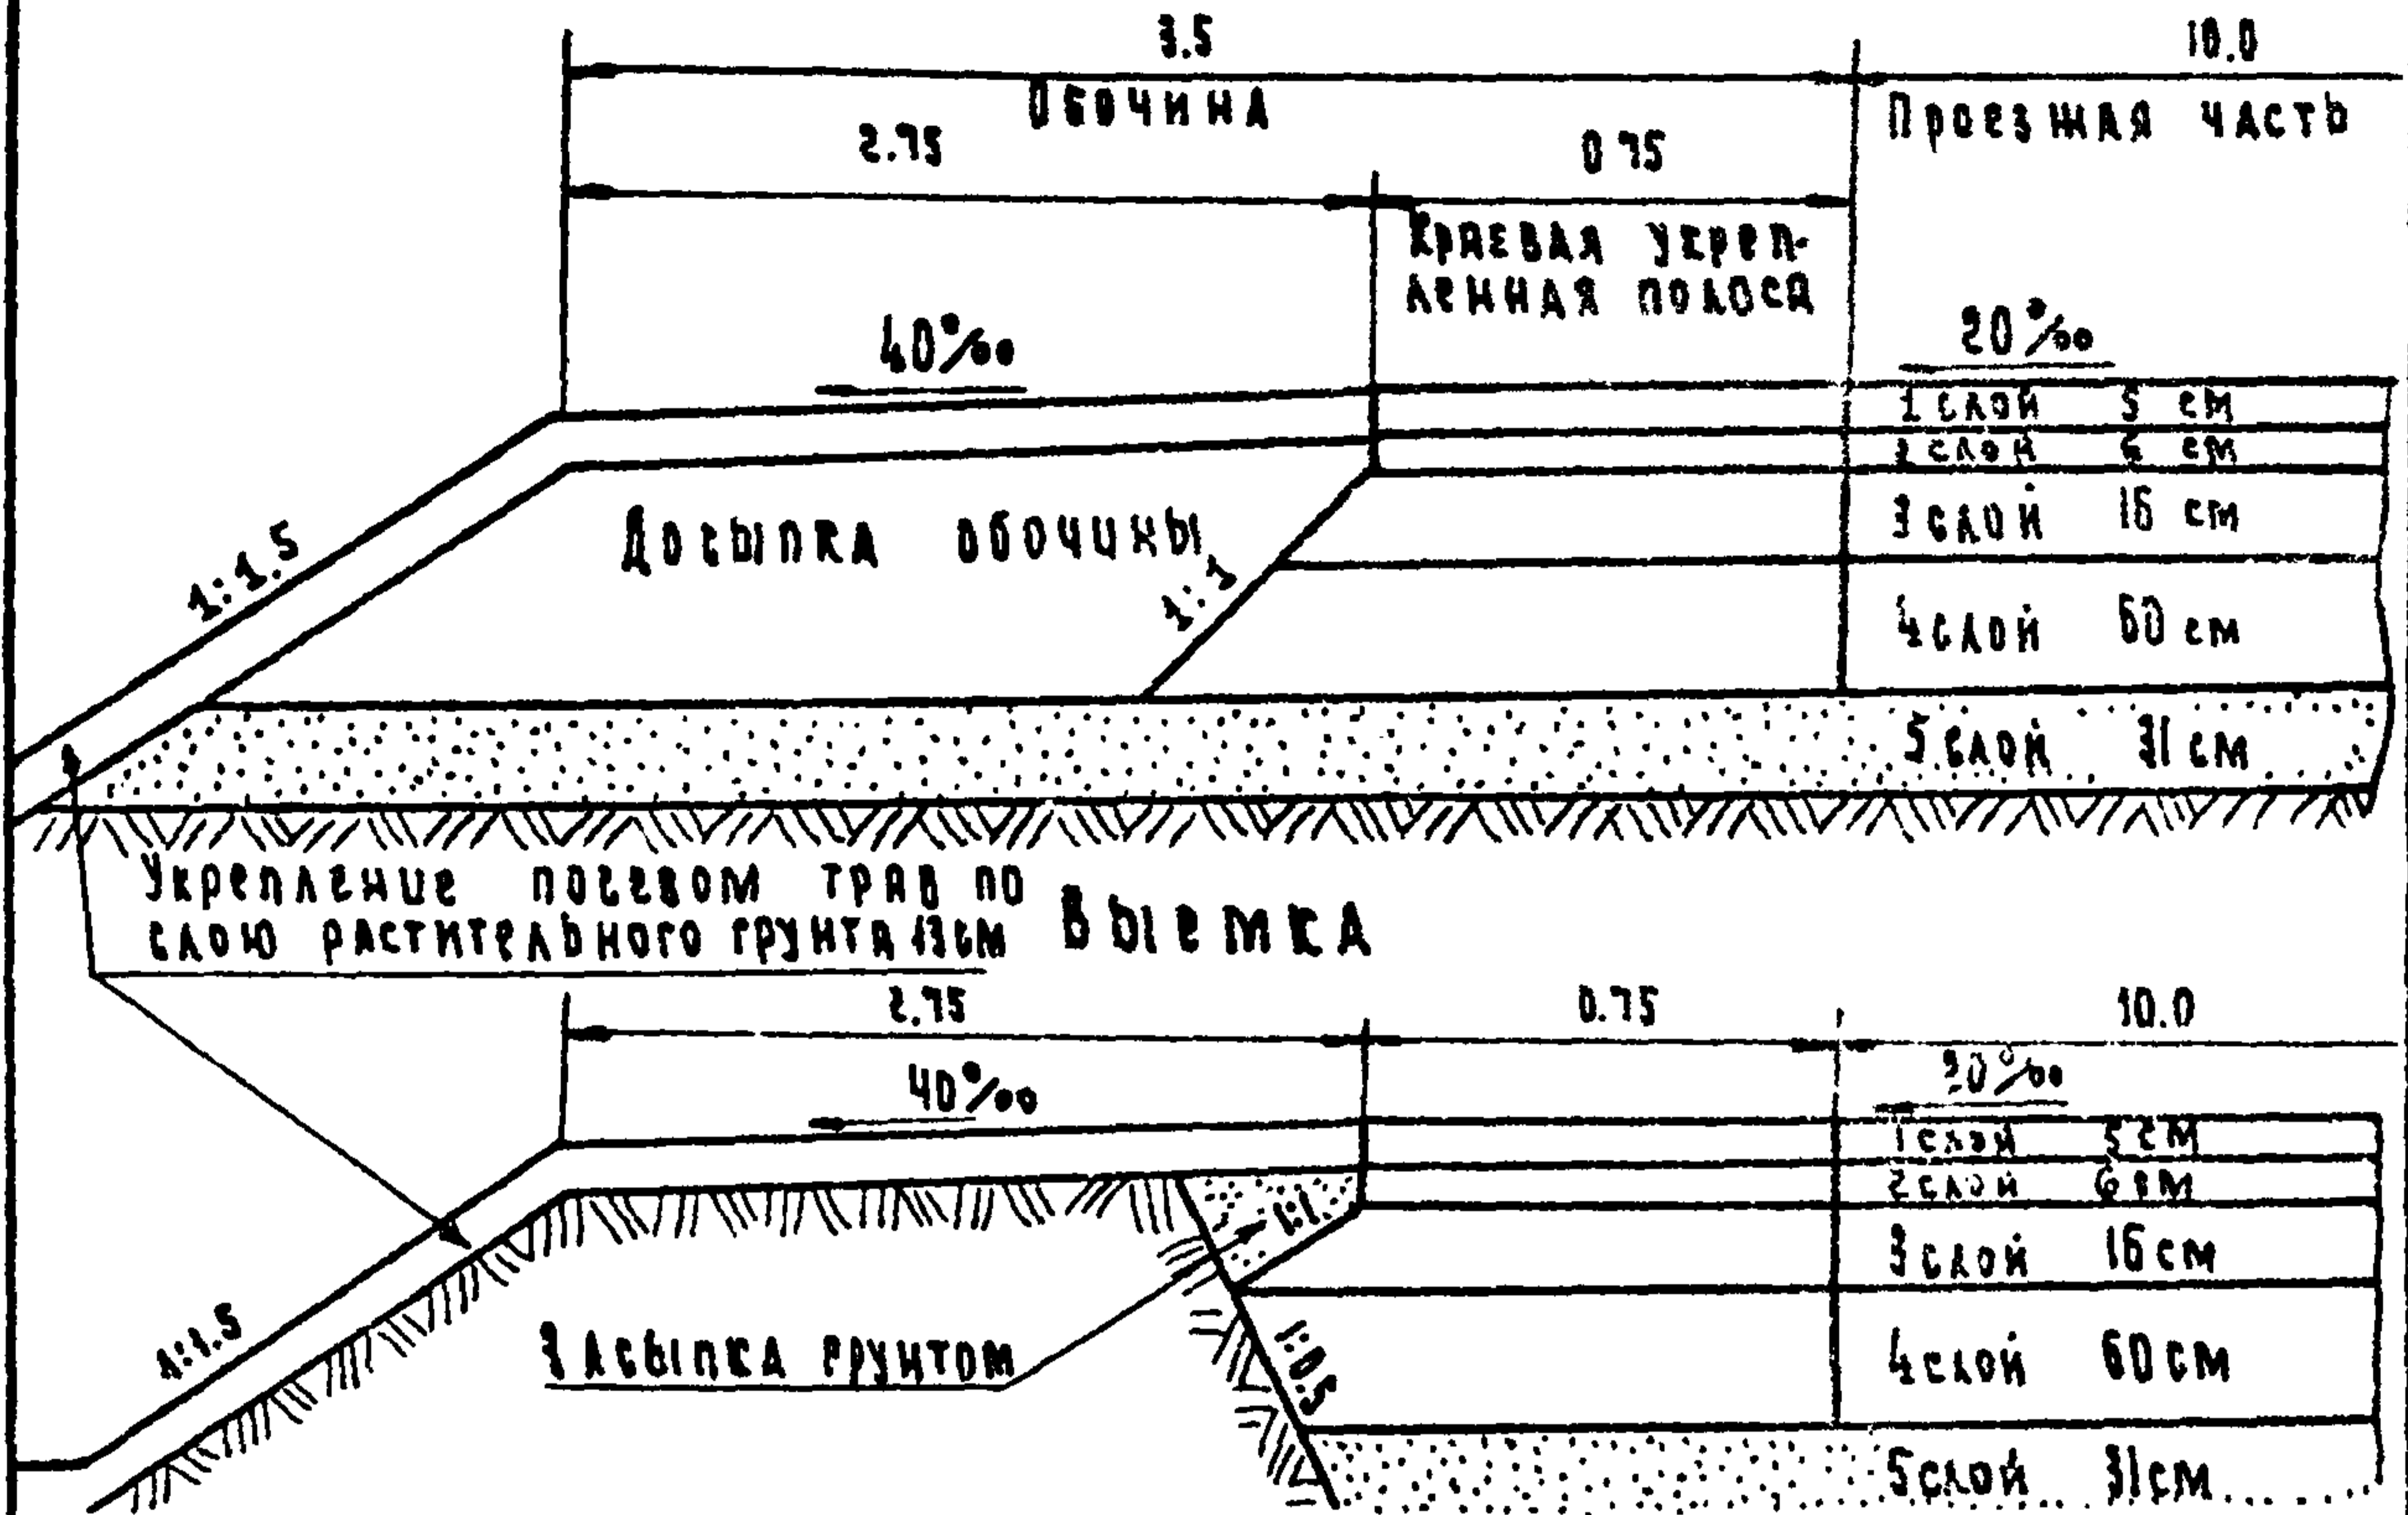 3.5
10.0
Обочина
Проезжая часть
2.75
0.75
Краевая укреп-
ленная полоса
40‰
20‰
1 слой 5 см
2 слой 6 см
3 слой 16 см
Досыпка обочины
1:1.5
1:1
4 слой 60 см
5 слой 31 см
Укрепление посевом трав по
слою растительного грунта см
Выемка
2.75
0.75
10.0
40‰
20‰
1 слой 5 см
2 слой 6 см
1:1
3 слой 16 см
1:1.5
Засыпка грунтом
1:0.5
4 слой 60 см
5 слой 31 см